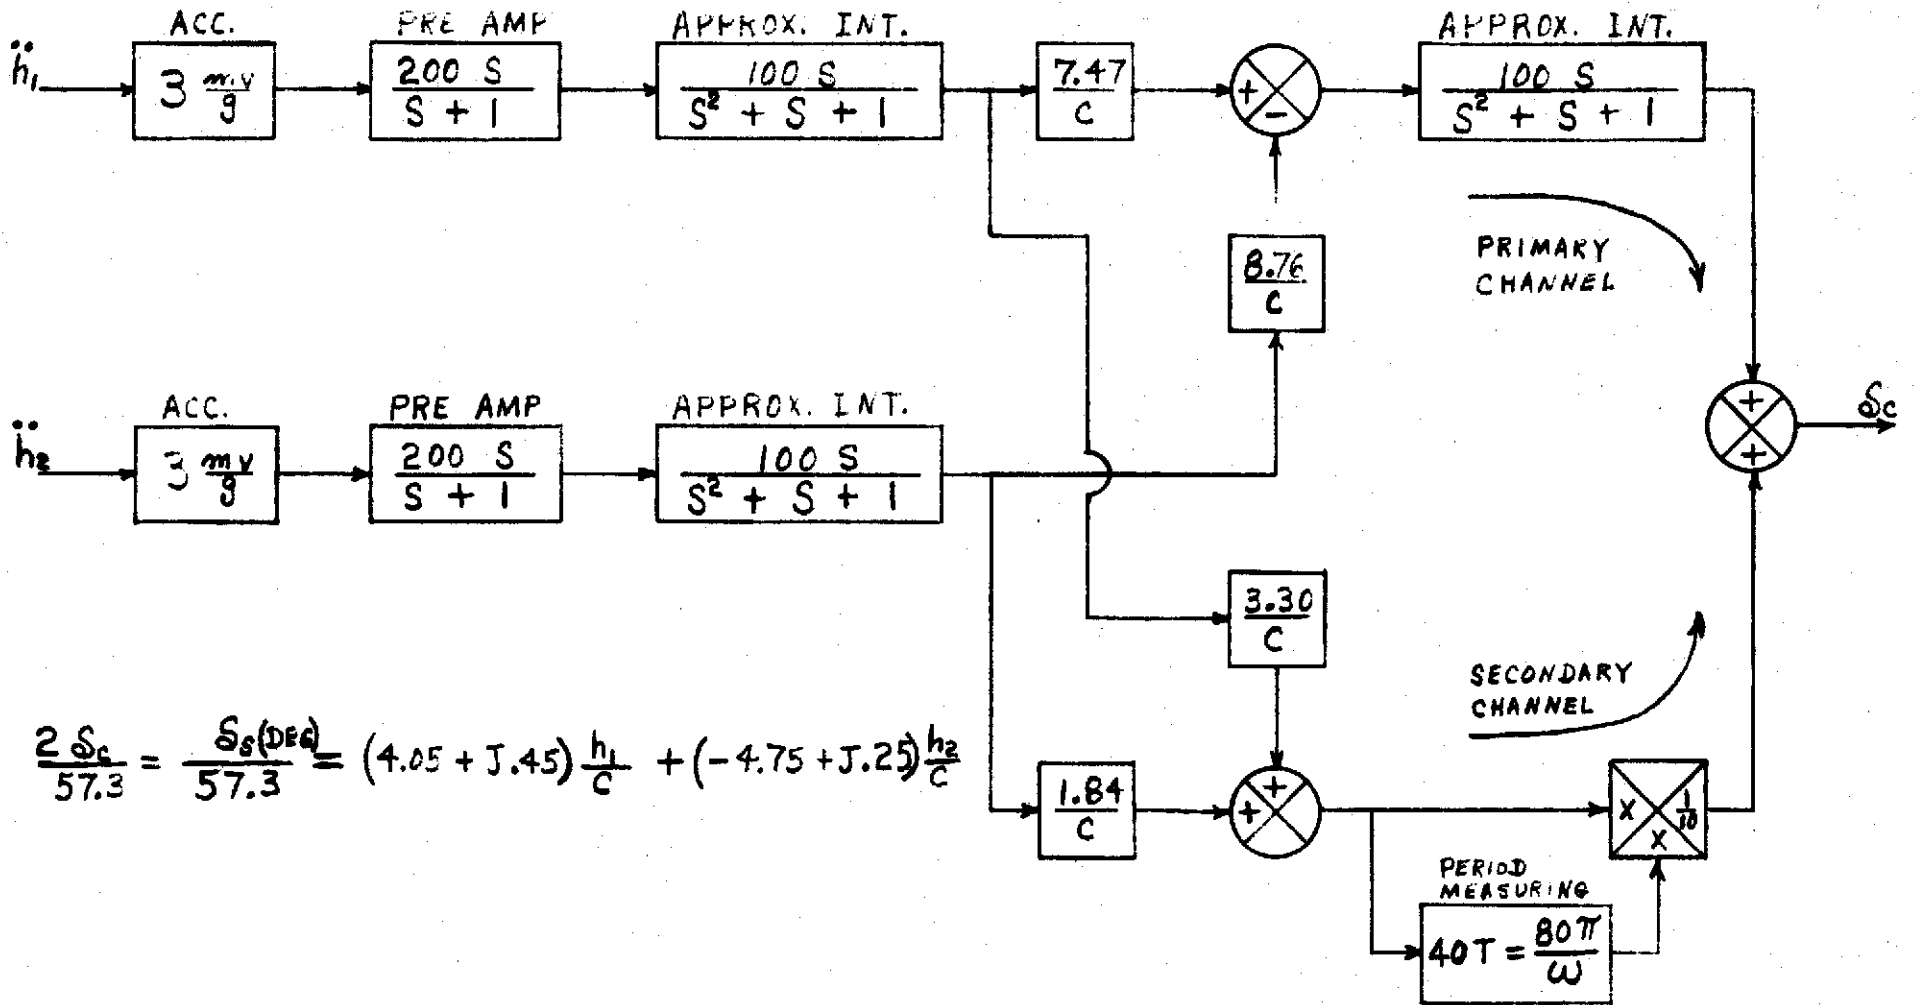 ACC.
PRE AMP
APPROX. INT.
APPROX. INT.
ḧ₁
3 mv/g
200 S / S + 1
100 S / S² + S + 1
7.47 / C
+
−
100 S / S² + S + 1
PRIMARY
CHANNEL
8.76 / C
ACC.
PRE AMP
APPROX. INT.
ḧ₂
3 mv/g
200 S / S + 1
100 S / S² + S + 1
+
+
δc
3.30 / C
SECONDARY
CHANNEL
2 δc / 57.3 = δs(DEG) / 57.3 = (4.05 + J.45) h₁/C + (-4.75 + J.25) h₂/C
1.84 / C
+
+
X
X
1/10
PERIOD
MEASURING
40T = 80π / ω